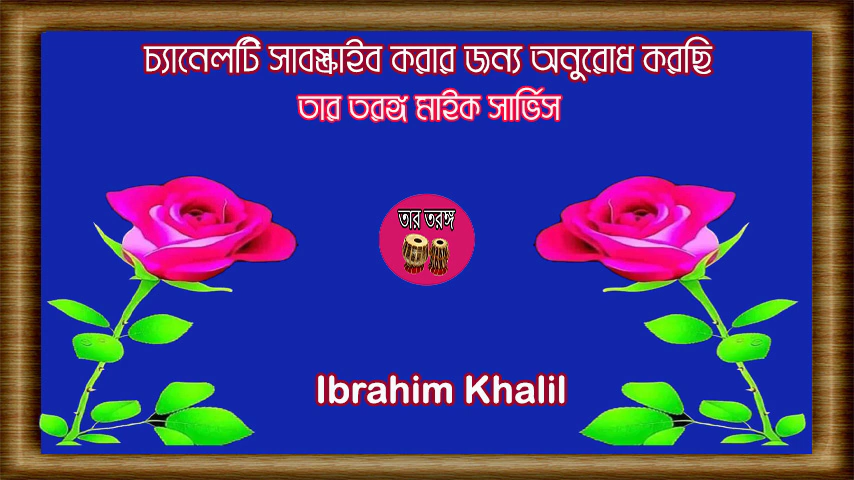 চ্যানেলটি সাবস্ক্রাইব করার জন্য অনুরোধ করছি
তার তরঙ্গ মাইক সার্ভিস
তার তরঙ্গ
Ibrahim Khalil